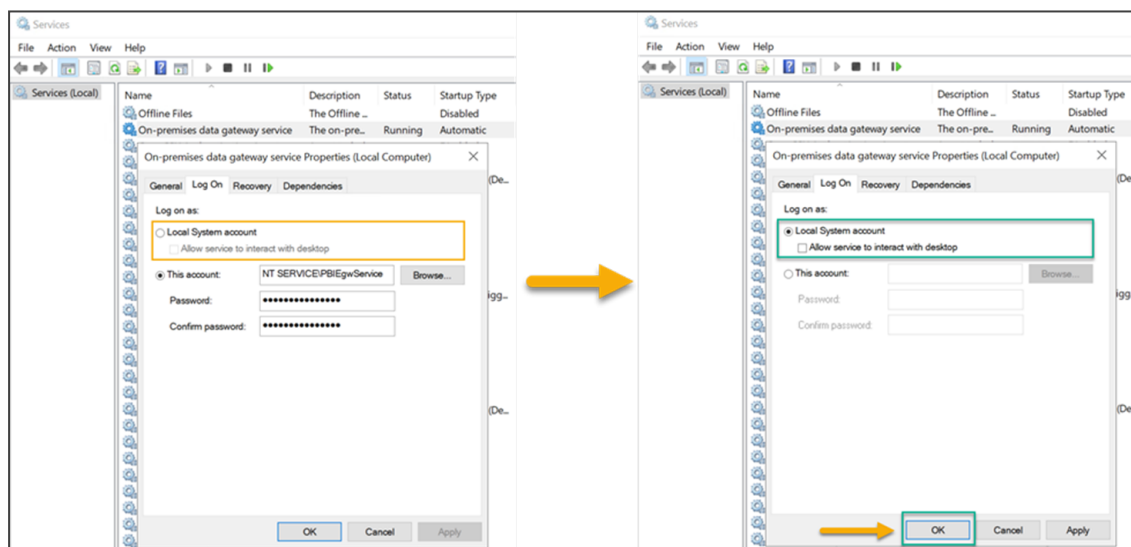 Services
File Action View Help
Services (Local)
Name Description Status Startup Type
Offline Files The Offline ... Disabled
On-premises data gateway service The on-pre... Running Automatic
On-premises data gateway service Properties (Local Computer)
General Log On Recovery Dependencies
(De...
Log on as:
Local System account
Allow service to interact with desktop
This account: NT SERVICE\PBIEgwService Browse...
igg...
Password: •••••••••••••••
Confirm password: •••••••••••••••
(De...
OK Cancel Apply
Services
File Action View Help
Services (Local)
Name Description Status Startup Type
Offline Files The Offline ... Disabled
On-premises data gateway service The on-pre... Running Automatic
On-premises data gateway service Properties (Local Computer)
General Log On Recovery Dependencies
(De
Log on as:
Local System account
Allow service to interact with desktop
This account: Browse...
igg
Password:
Confirm password:
(De
OK Cancel Apply